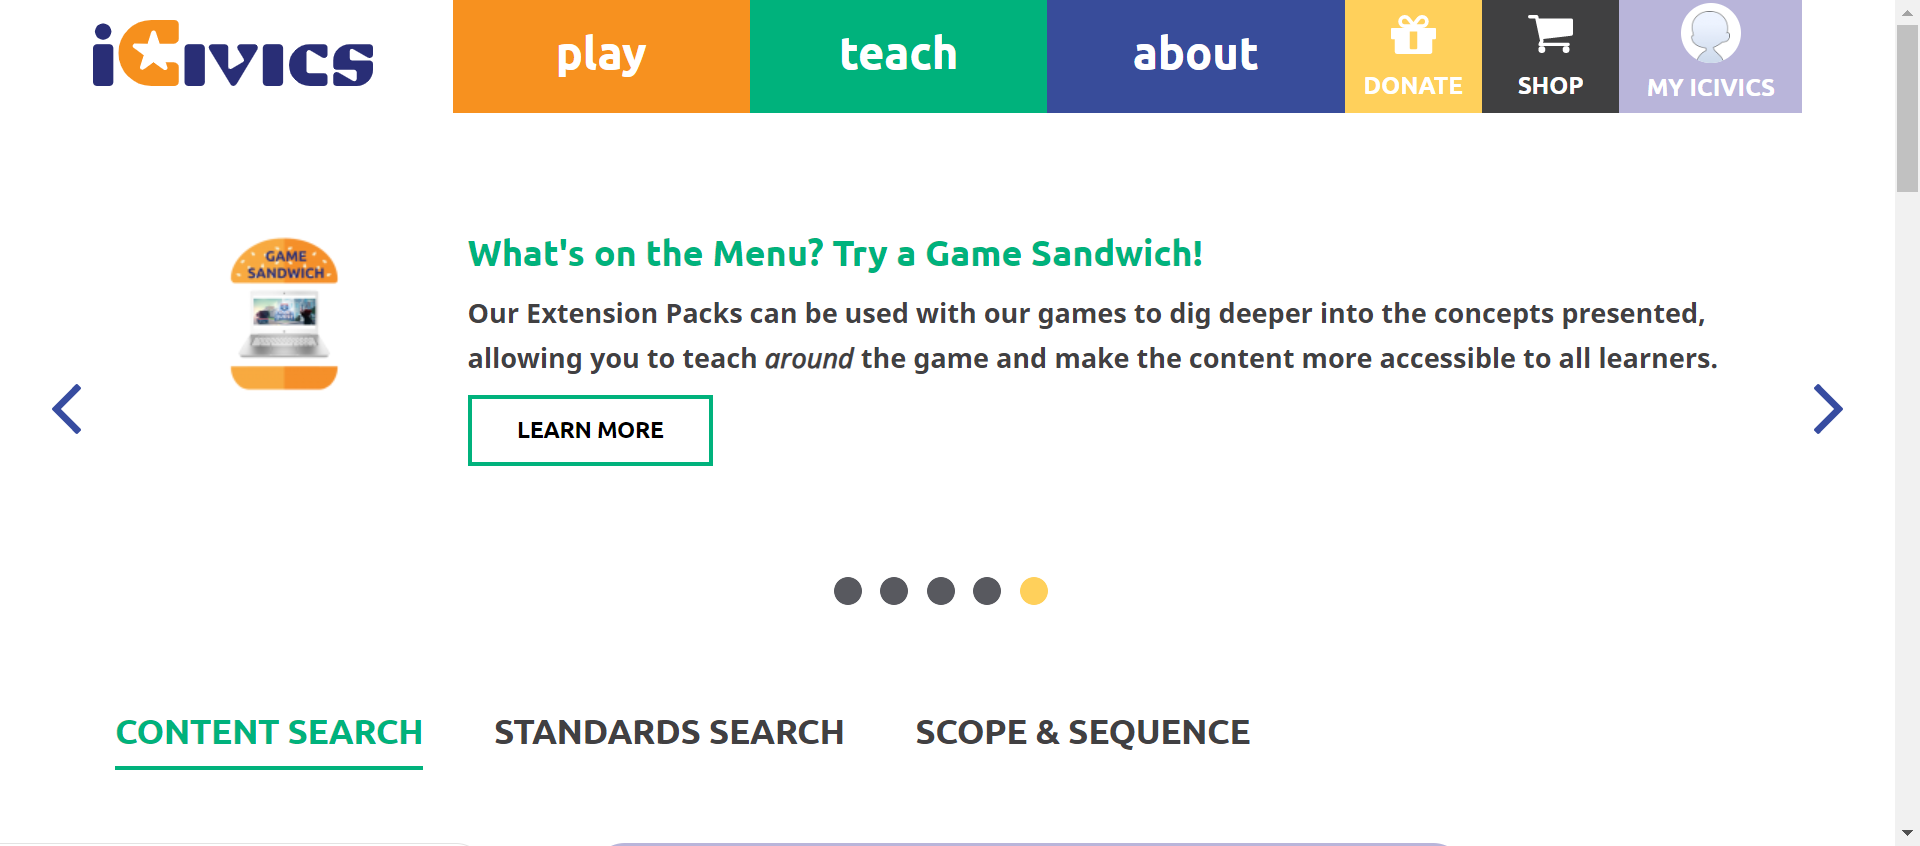 iCivics
play
teach
about
DONATE
SHOP
MY ICIVICS
GAME
SANDWICH
What's on the Menu? Try a Game Sandwich!
Our Extension Packs can be used with our games to dig deeper into the concepts presented,
allowing you to teach around the game and make the content more accessible to all learners.
LEARN MORE
CONTENT SEARCH
STANDARDS SEARCH
SCOPE & SEQUENCE